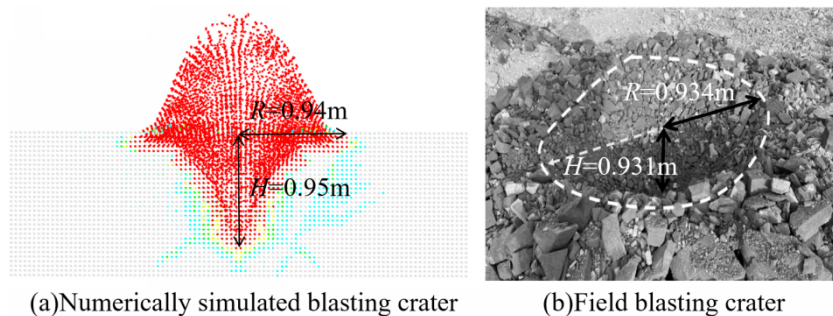 R=0.94m
H=0.95m
R=0.934m
H=0.931m
(a)Numerically simulated blasting crater
(b)Field blasting crater